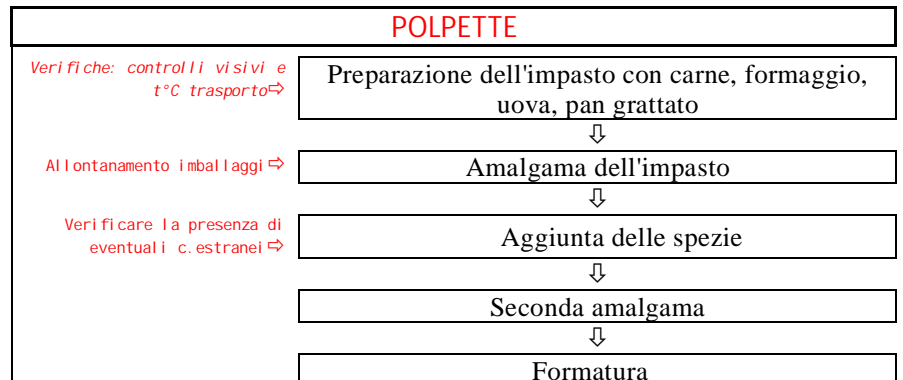 POLPETTE
Verifiche: controlli visivi e
t°C trasporto⇨
Preparazione dell'impasto con carne, formaggio,
uova, pan grattato
⇩
Allontanamento imballaggi⇨
Amalgama dell'impasto
⇩
Verificare la presenza di
eventuali c.estranei⇨
Aggiunta delle spezie
⇩
Seconda amalgama
⇩
Formatura